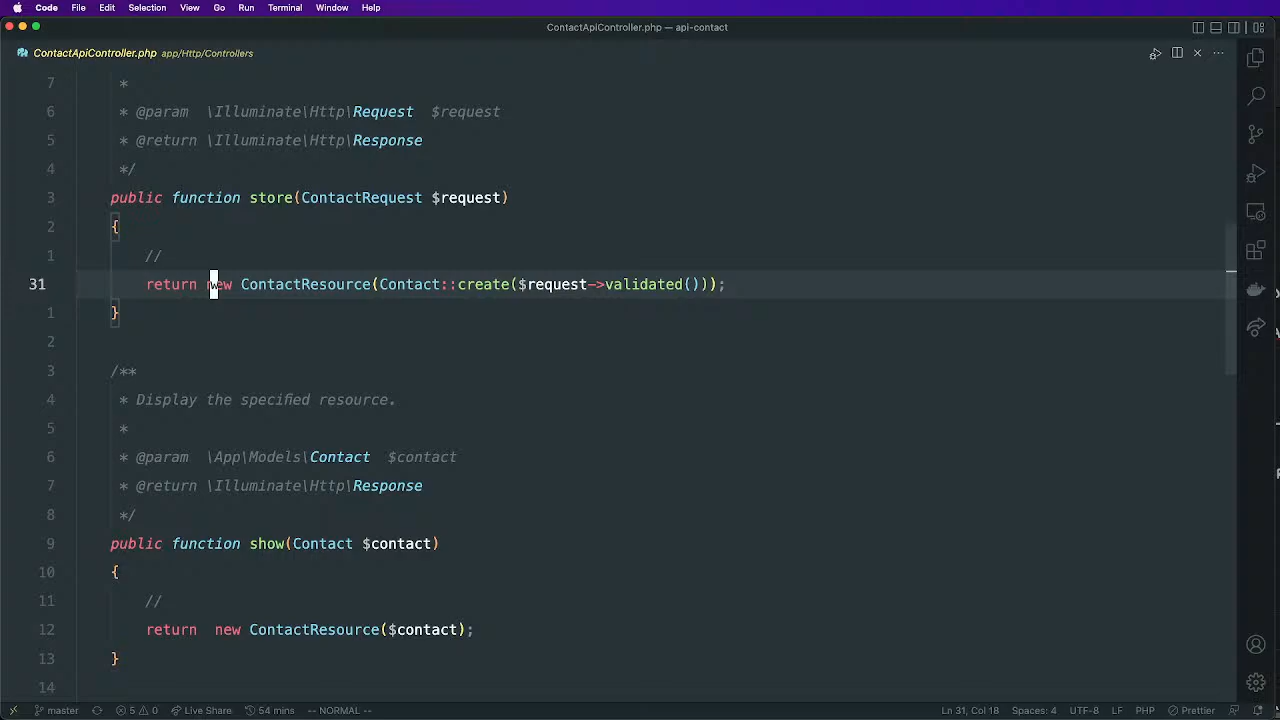 Code File Edit Selection View Go Run Terminal Window Help
ContactApiController.php — api-contact
ContactApiController.php app/Http/Controllers
7 *
6 * @param \Illuminate\Http\Request $request
5 * @return \Illuminate\Http\Response
4 */
3 public function store(ContactRequest $request)
2 {
1 //
31 return new ContactResource(Contact::create($request->validated()));
1 }
2
3 /**
4 * Display the specified resource.
5 *
6 * @param \App\Models\Contact $contact
7 * @return \Illuminate\Http\Response
8 */
9 public function show(Contact $contact)
10 {
11 //
12 return new ContactResource($contact);
13 }
14
master 5 0 Live Share 54 mins -- NORMAL -- Ln 31, Col 18 Spaces: 4 UTF-8 LF PHP Prettier